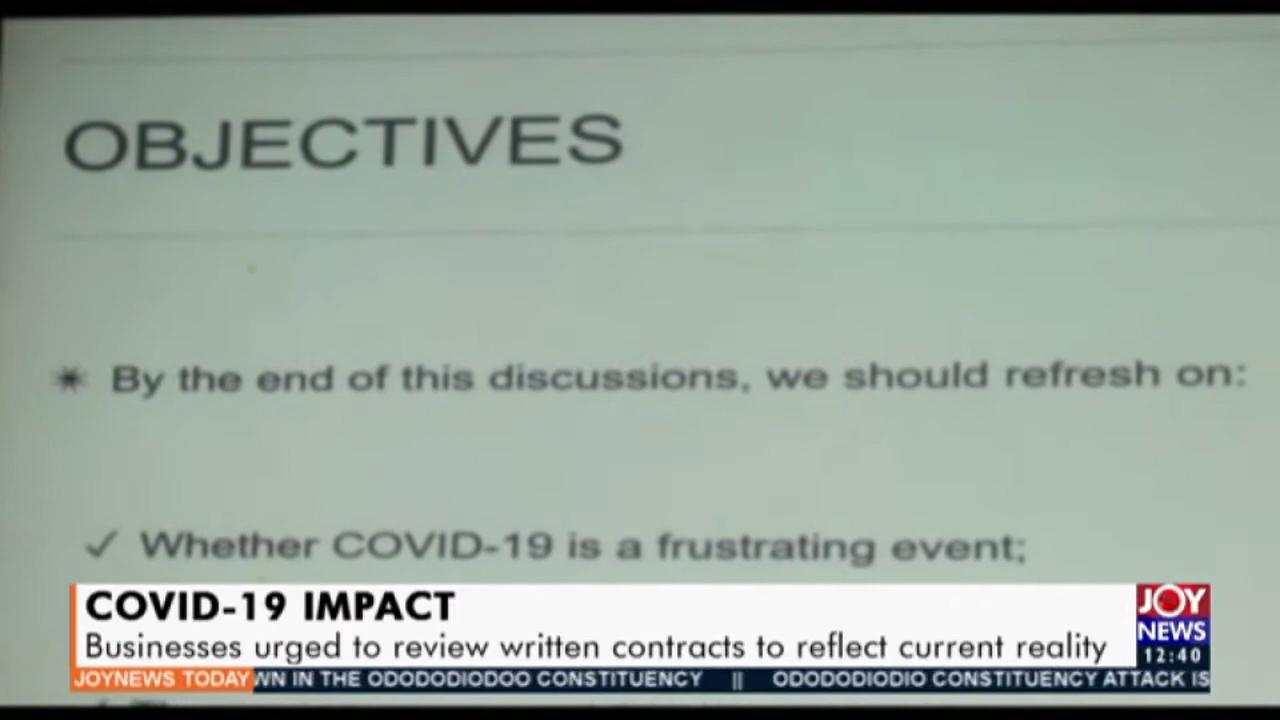 OBJECTIVES
✳ By the end of this discussions, we should refresh on:
✓ Whether COVID-19 is a frustrating event;
COVID-19 IMPACT
Businesses urged to review written contracts to reflect current reality
JOY
NEWS
12:40
JOYNEWS TODAY
WN IN THE ODODODIODOO CONSTITUENCY || ODODODIODIO CONSTITUENCY ATTACK IS